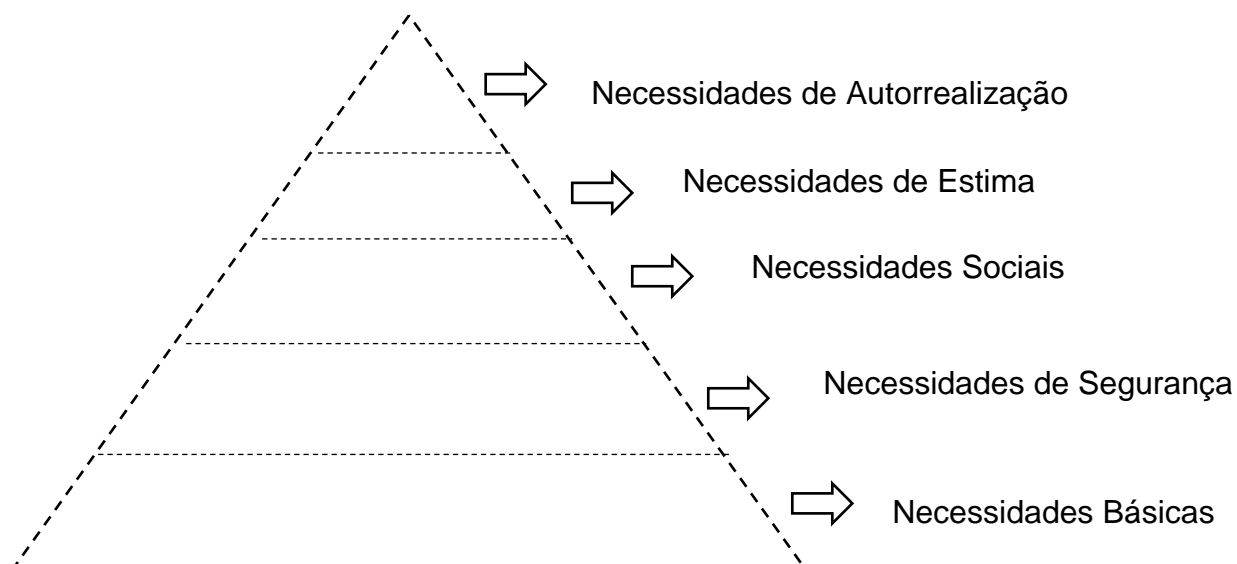 Necessidades de Autorrealização
Necessidades de Estima
Necessidades Sociais
Necessidades de Segurança
Necessidades Básicas